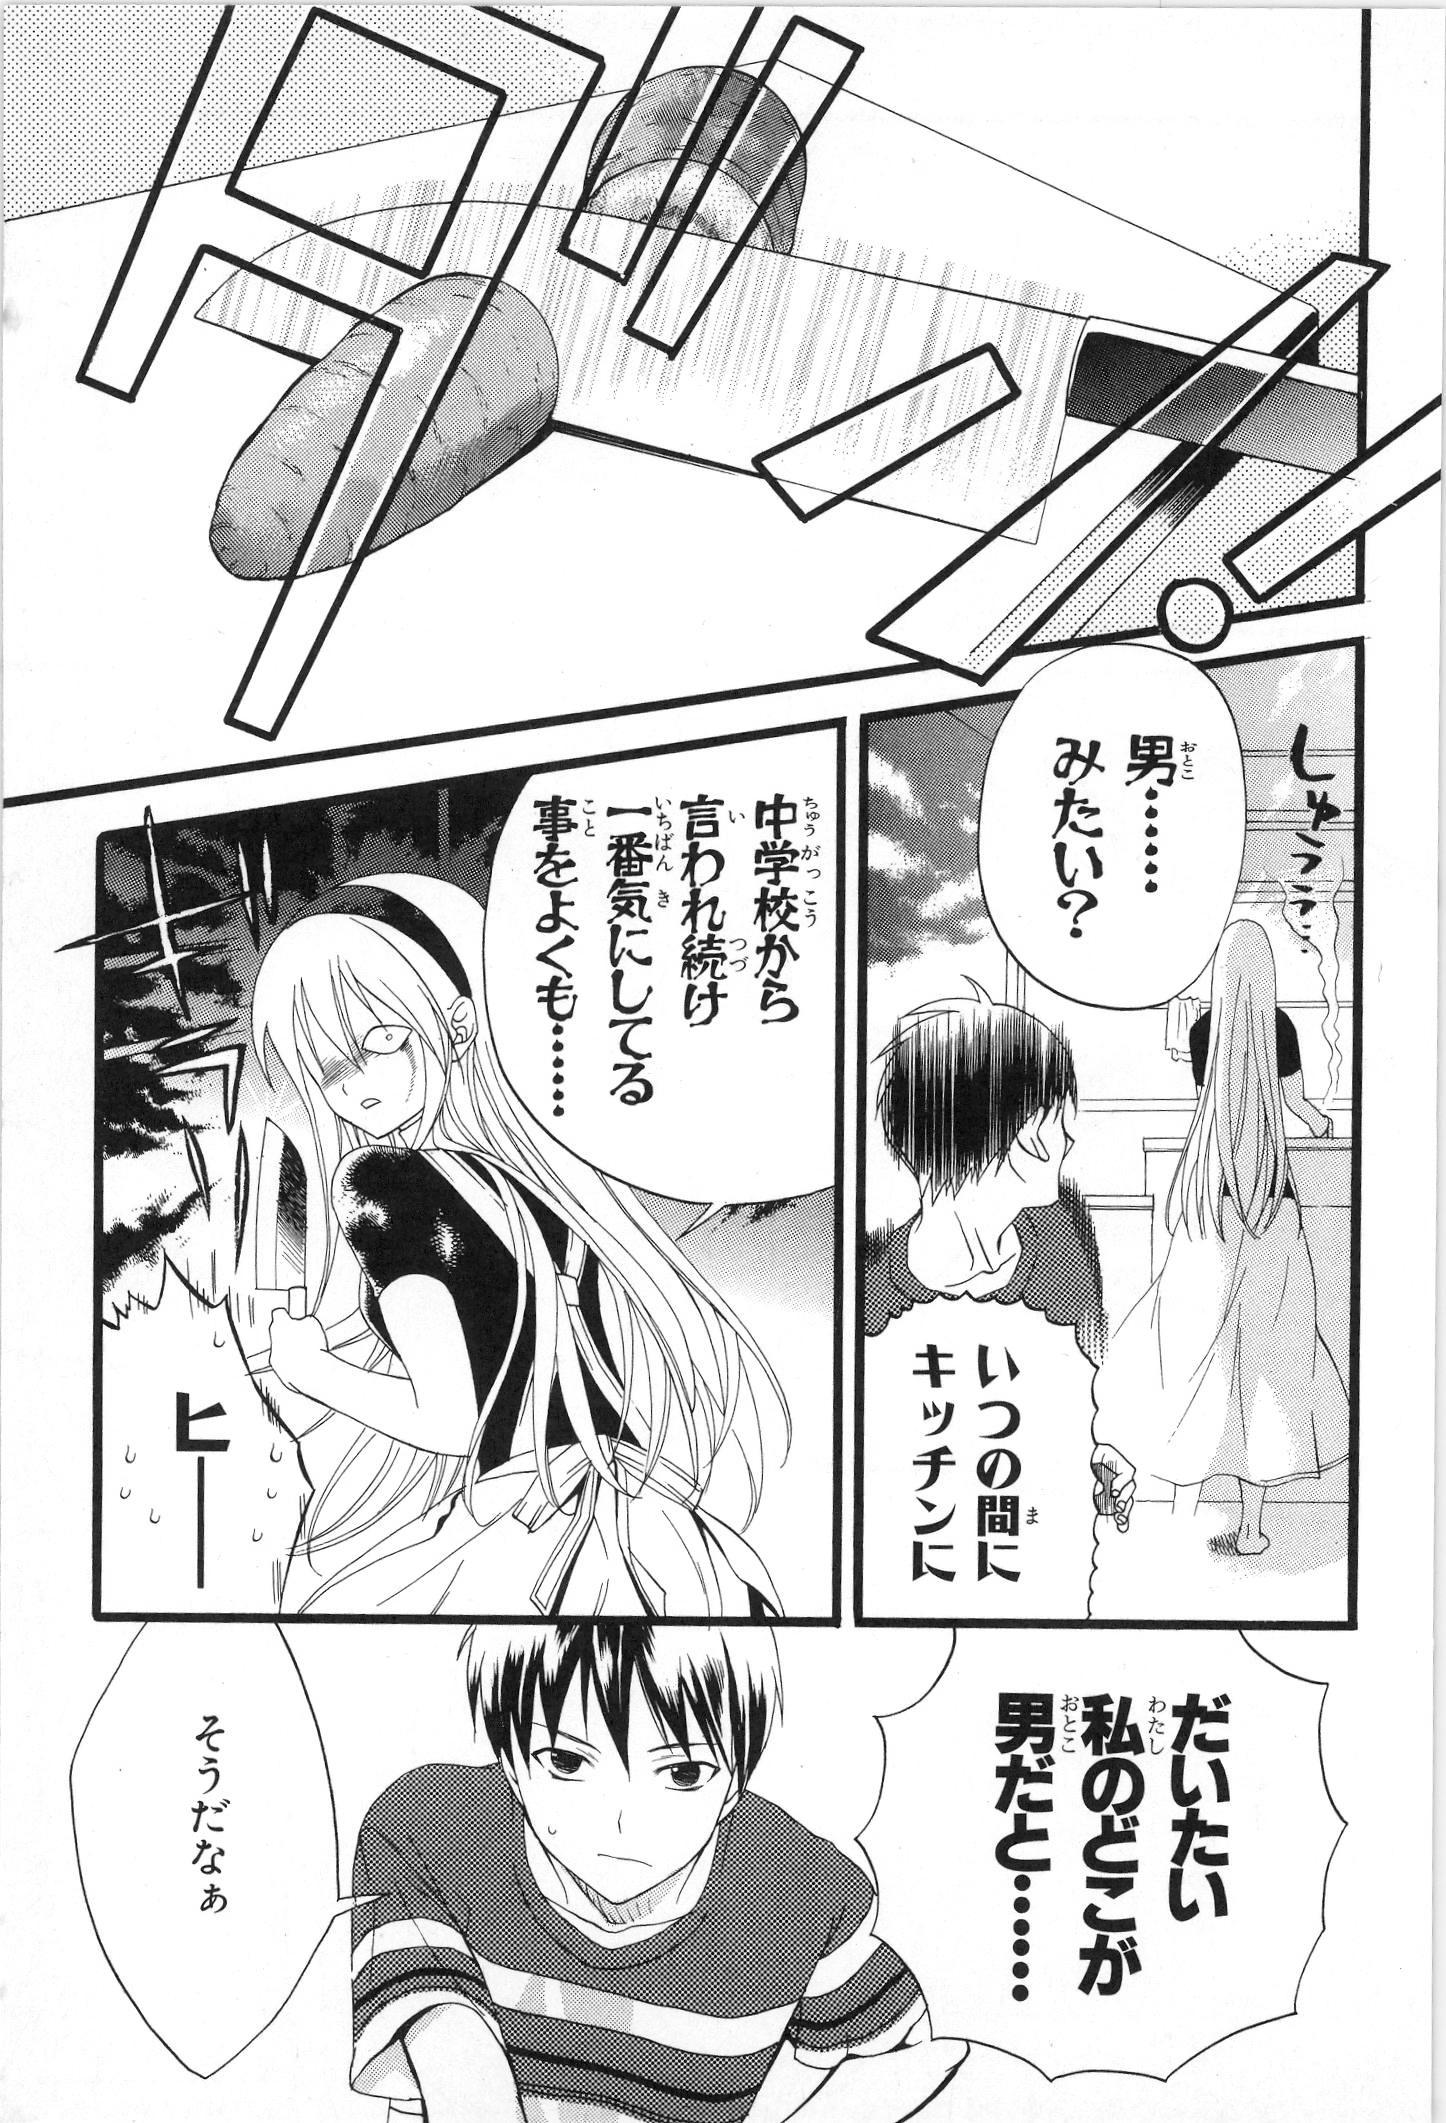 ダンッ!
男……
みたい?
しゅうう…
いつの間に
キッチンに
中学校から
言われ続け
一番気にしてる
事をよくも……
ヒ――
だいたい
私のどこが
男だと……
そうだなぁ